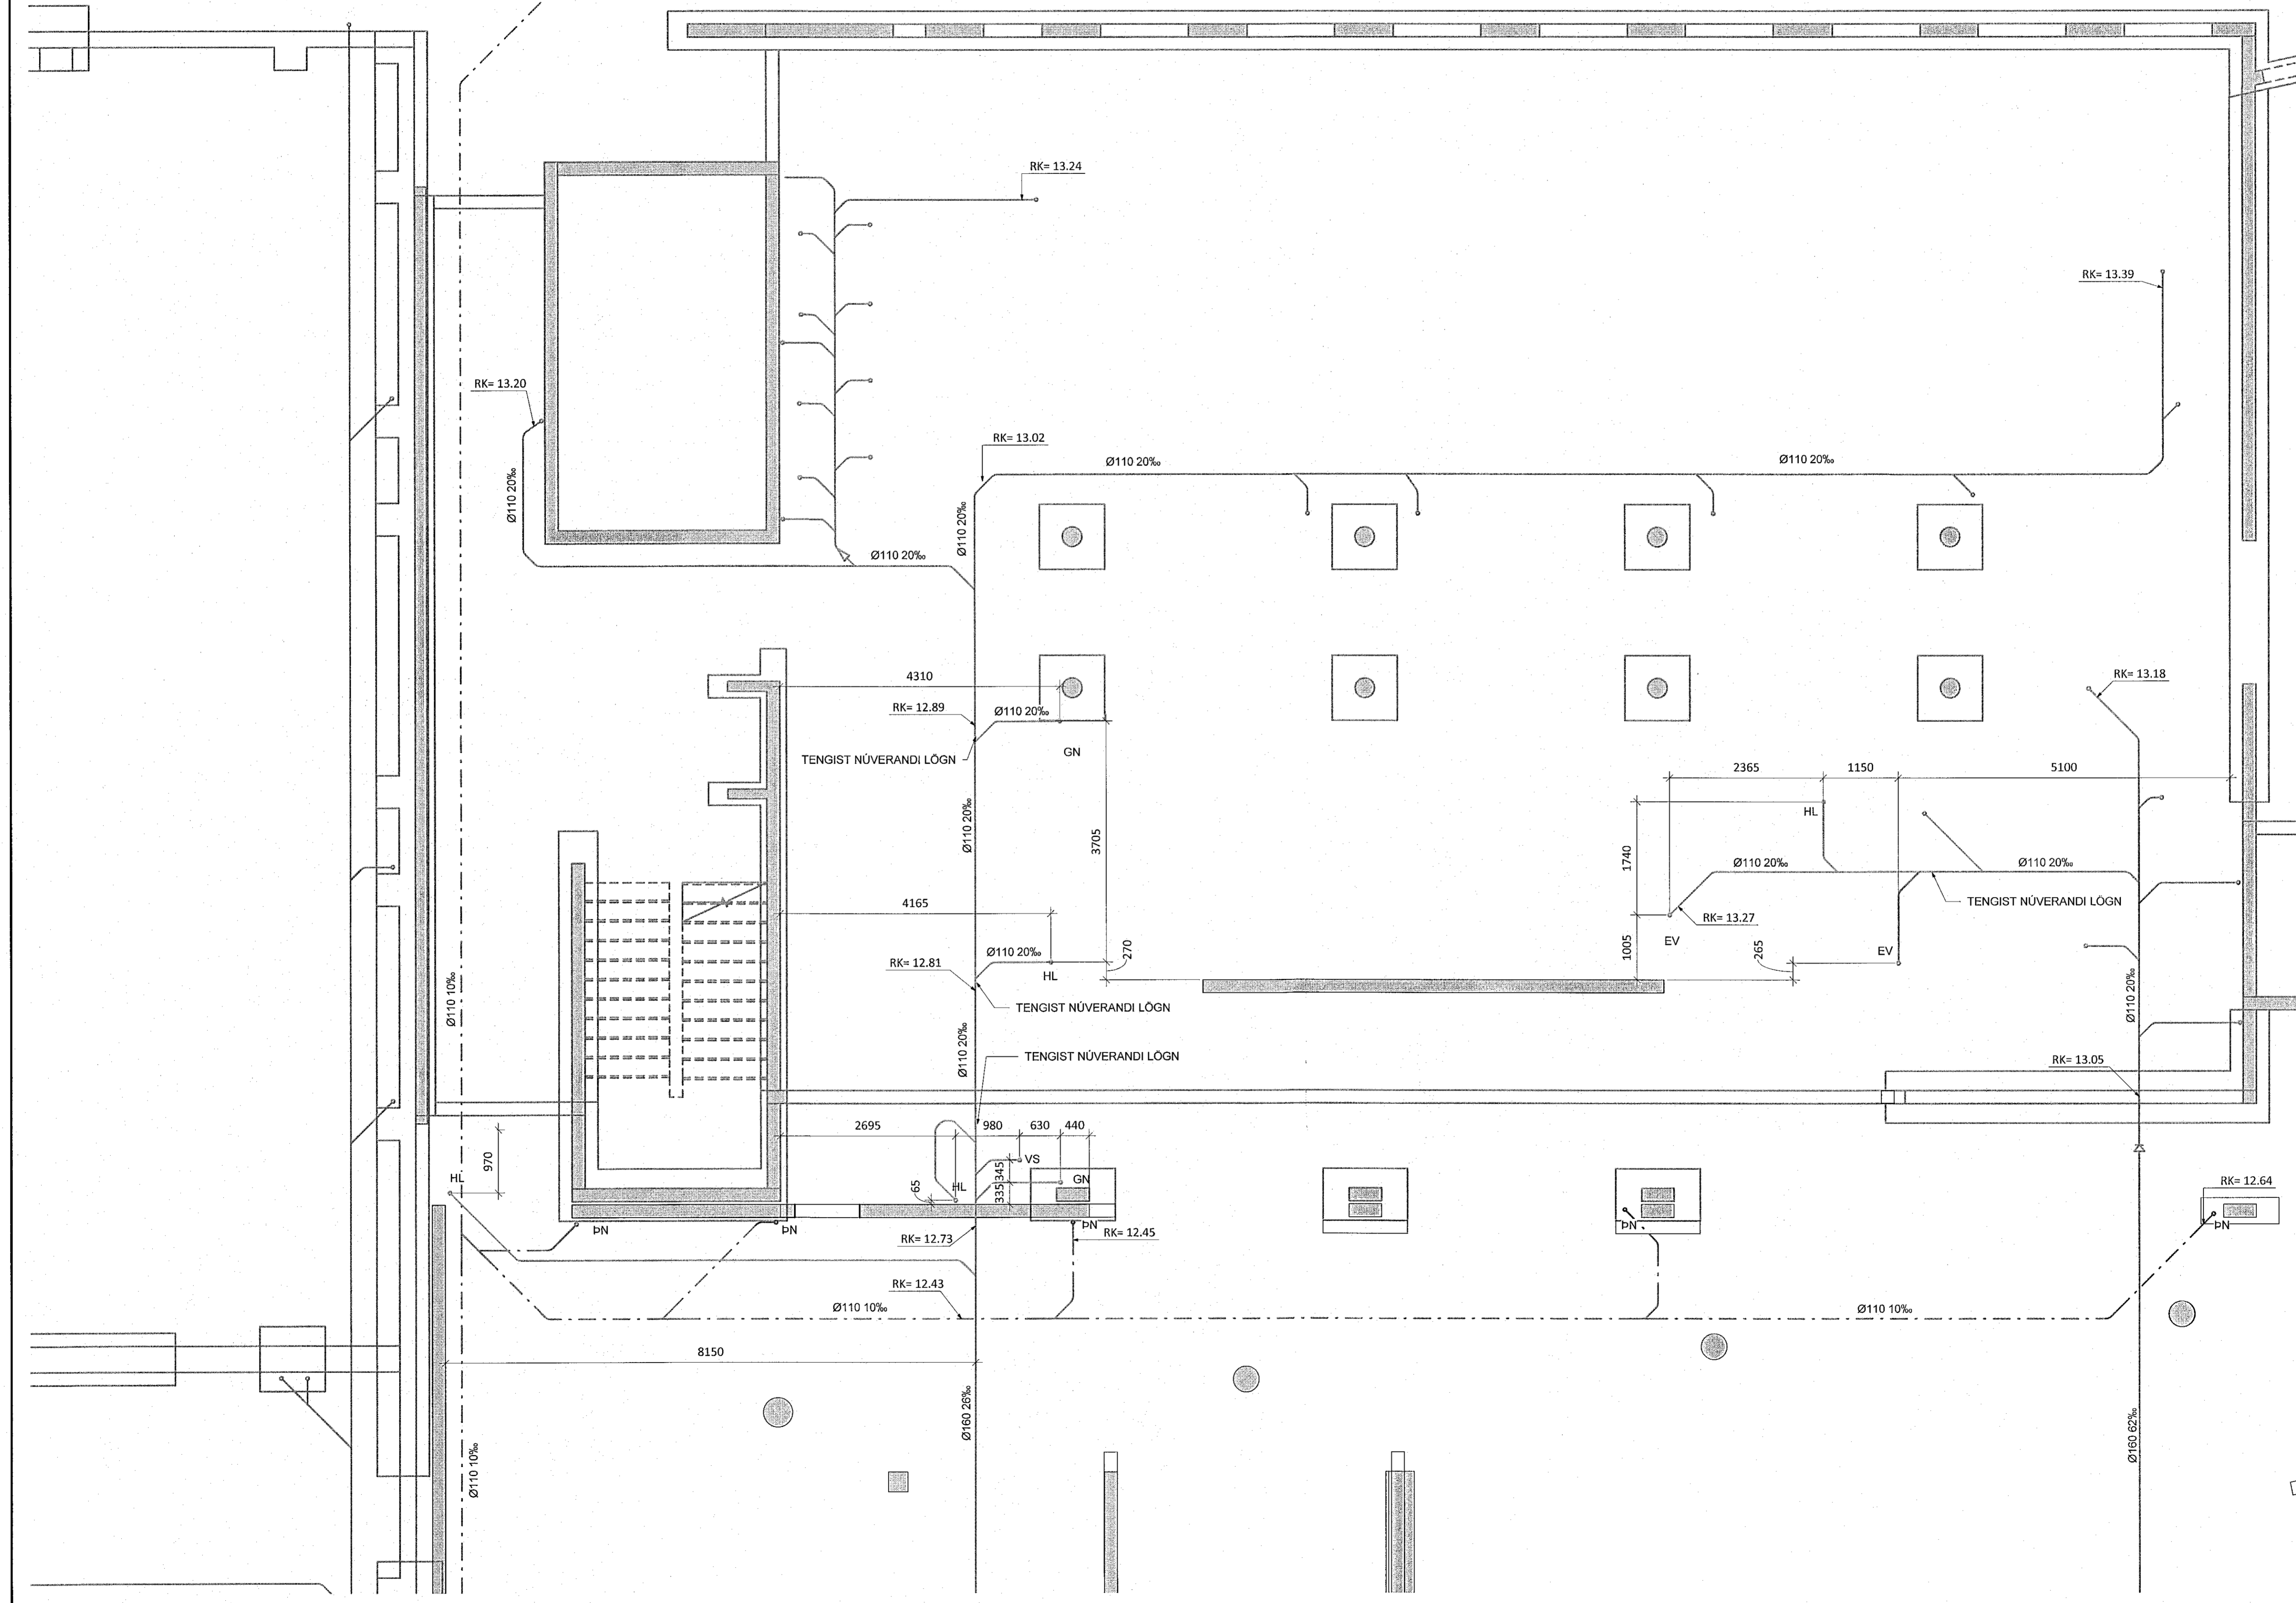 RK= 13.24
RK= 13.39
RK= 13.20
RK= 13.02
Ø110 20‰
Ø110 20‰
Ø110 20‰
Ø110 20‰
Ø110 20‰
4310
RK= 13.18
RK= 12.89
Ø110 20‰
TENGIST NÚVERANDI LÖGN
GN
2365
1150
5100
HL
Ø110 20‰
3705
1740
Ø110 20‰
Ø110 20‰
4165
TENGIST NÚVERANDI LÖGN
RK= 13.27
EV
1005
265
EV
RK= 12.81
Ø110 20‰
HL
270
Ø110 10‰
TENGIST NÚVERANDI LÖGN
Ø110 20‰
Ø110 20‰
TENGIST NÚVERANDI LÖGN
RK= 13.05
2695
980
630
440
970
VS
HL
65
HL
335
345
GN
RK= 12.64
ÞN
ÞN
ÞN
ÞN
ÞN
RK= 12.73
RK= 12.45
RK= 12.43
Ø110 10‰
Ø110 10‰
8150
Ø160 26‰
Ø160 62‰
Ø110 10‰